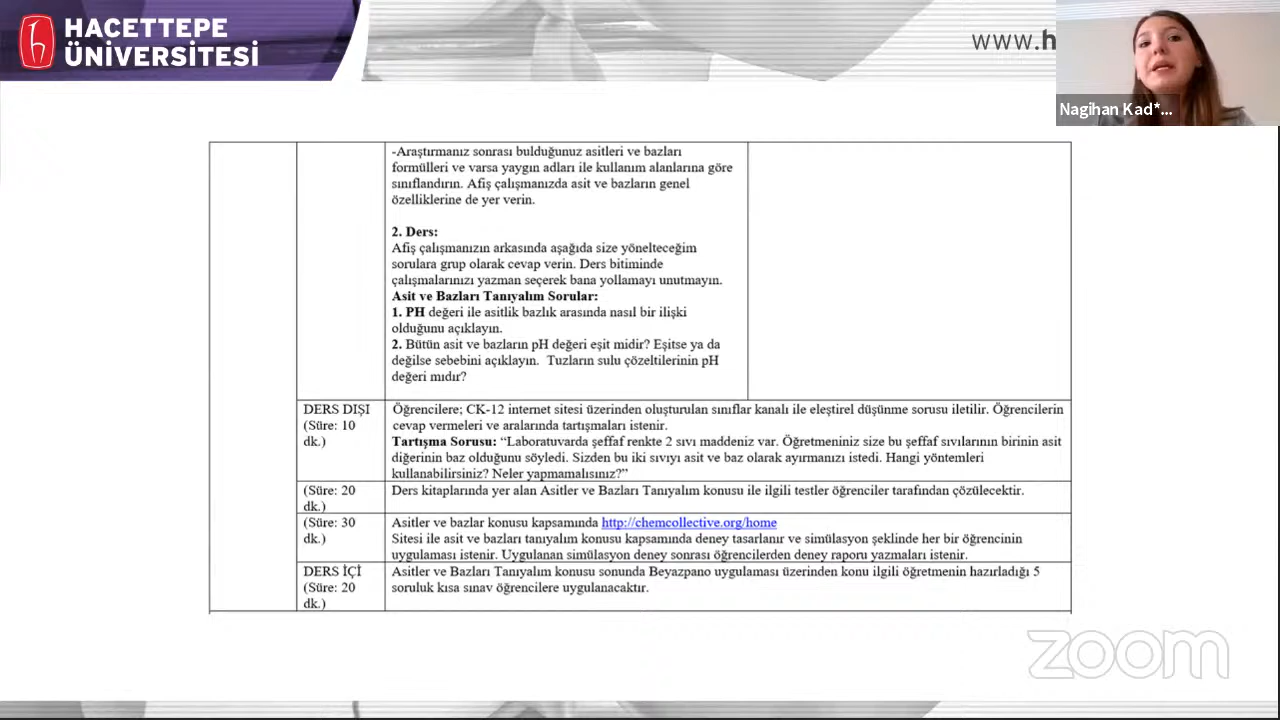 HACETTEPE
ÜNİVERSİTESİ
www.h
Nagihan Kad*...
-Araştırmanız sonrası bulduğunuz asitleri ve bazları
formülleri ve varsa yaygın adları ile kullanım alanlarına göre
sınıflandırın. Afiş çalışmanızda asit ve bazların genel
özelliklerine de yer verin.
2. Ders:
Afiş çalışmanızın arkasında aşağıda size yönelteceğim
sorulara grup olarak cevap verin. Ders bitiminde
çalışmalarınızı yazman seçerek bana yollamayı unutmayın.
Asit ve Bazları Tanıyalım Sorular:
1. PH değeri ile asitlik bazlık arasında nasıl bir ilişki
olduğunu açıklayın.
2. Bütün asit ve bazların pH değeri eşit midir? Eşitse ya da
değilse sebebini açıklayın. Tuzların sulu çözeltilerinin pH
değeri mıdır?
DERS DIŞI
(Süre: 10
dk.)
Öğrencilere; CK-12 internet sitesi üzerinden oluşturulan sınıflar kanalı ile eleştirel düşünme sorusu iletilir. Öğrencilerin
cevap vermeleri ve aralarında tartışmaları istenir.
Tartışma Sorusu: “Laboratuvarda şeffaf renkte 2 sıvı maddeniz var. Öğretmeniniz size bu şeffaf sıvılarının birinin asit
diğerinin baz olduğunu söyledi. Sizden bu iki sıvıyı asit ve baz olarak ayırmanızı istedi. Hangi yöntemleri
kullanabilirsiniz? Neler yapmamalısınız?”
(Süre: 20
dk.)
Ders kitaplarında yer alan Asitler ve Bazları Tanıyalım konusu ile ilgili testler öğrenciler tarafından çözülecektir.
(Süre: 30
dk.)
Asitler ve bazlar konusu kapsamında http://chemcollective.org/home
Sitesi ile asit ve bazları tanıyalım konusu kapsamında deney tasarlanır ve simülasyon şeklinde her bir öğrencinin
uygulaması istenir. Uygulanan simülasyon deney sonrası öğrencilerden deney raporu yazmaları istenir.
DERS İÇİ
(Süre: 20
dk.)
Asitler ve Bazları Tanıyalım konusu sonunda Beyazpano uygulaması üzerinden konu ilgili öğretmenin hazırladığı 5
soruluk kısa sınav öğrencilere uygulanacaktır.
zoom